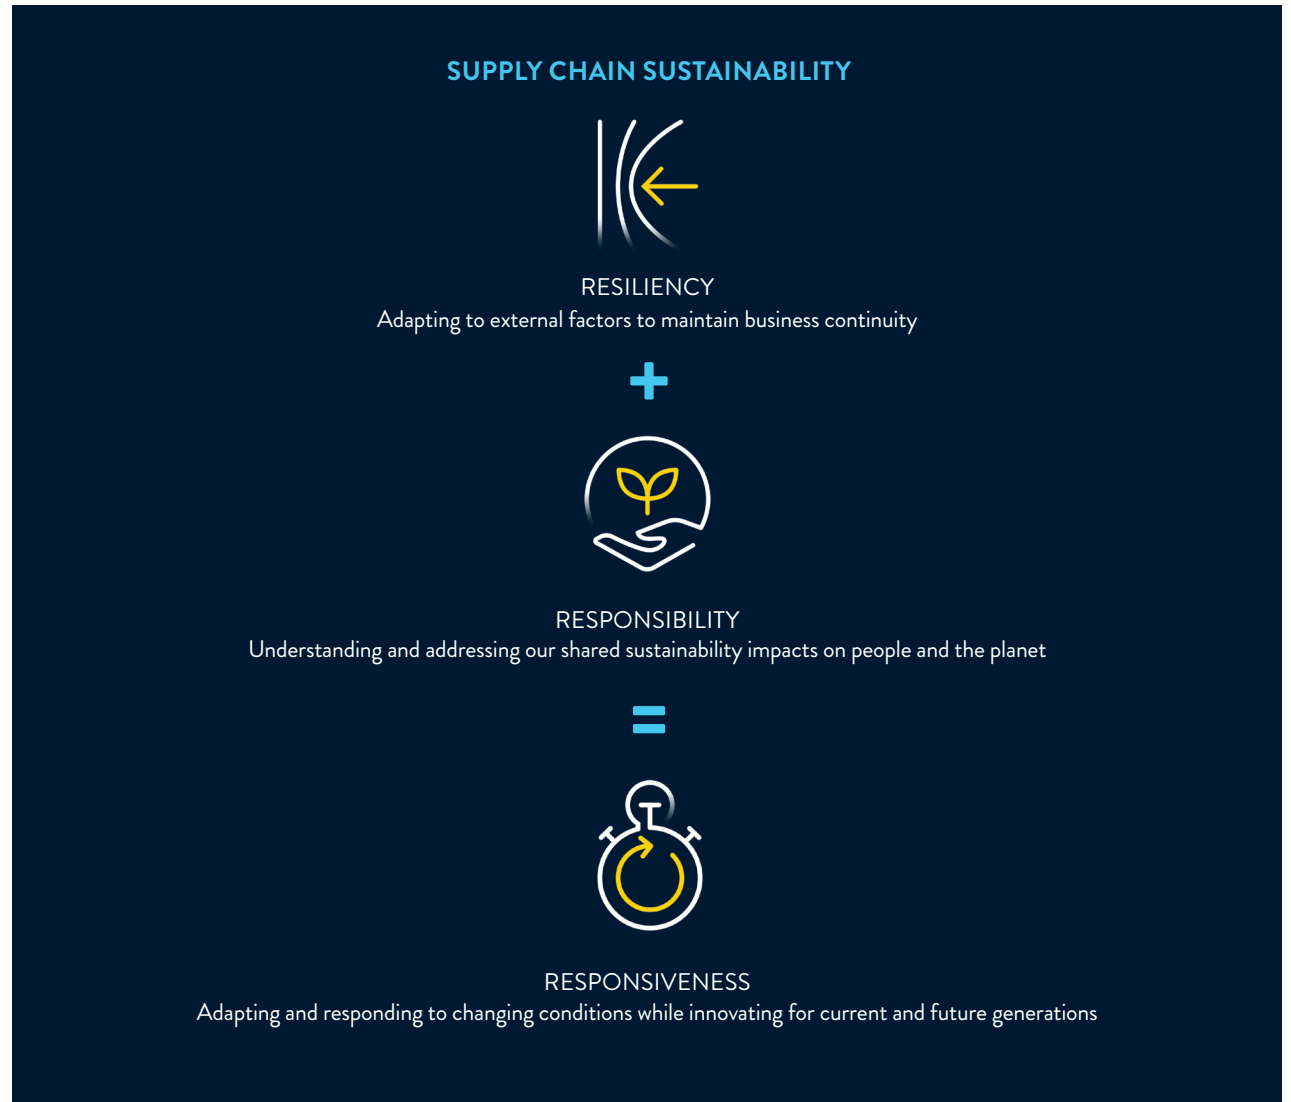 SUPPLY CHAIN SUSTAINABILITY
RESILIENCY
Adapting to external factors to maintain business continuity
+
RESPONSIBILITY
Understanding and addressing our shared sustainability impacts on people and the planet
=
RESPONSIVENESS
Adapting and responding to changing conditions while innovating for current and future generations